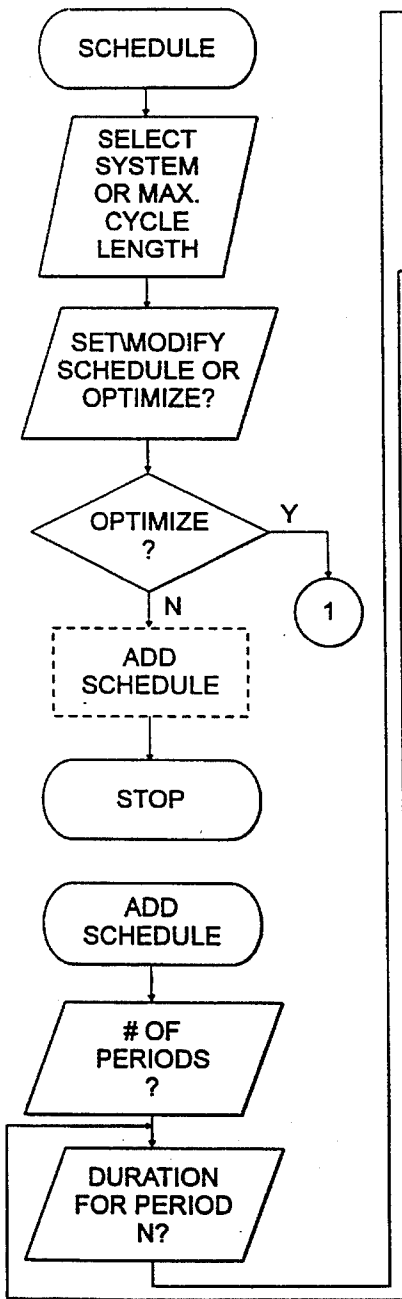 SCHEDULE
SELECT
SYSTEM
OR MAX.
CYCLE
LENGTH
SET\MODIFY
SCHEDULE OR
OPTIMIZE?
OPTIMIZE
?
Y
1
N
ADD
SCHEDULE
STOP
ADD
SCHEDULE
# OF
PERIODS
?
DURATION
FOR PERIOD
N?